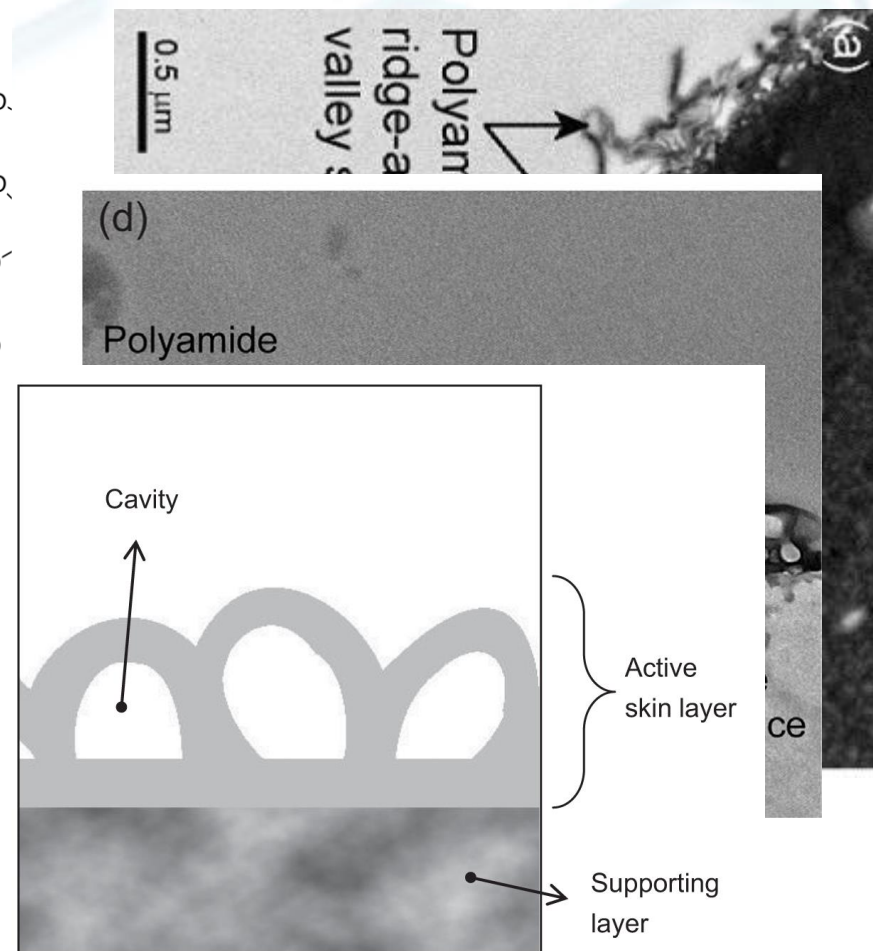 (a)
0.5 µm
Polyam
ridge-a
valley
(d)
Polyamide
Cavity
Active
skin layer
ce
Supporting
layer